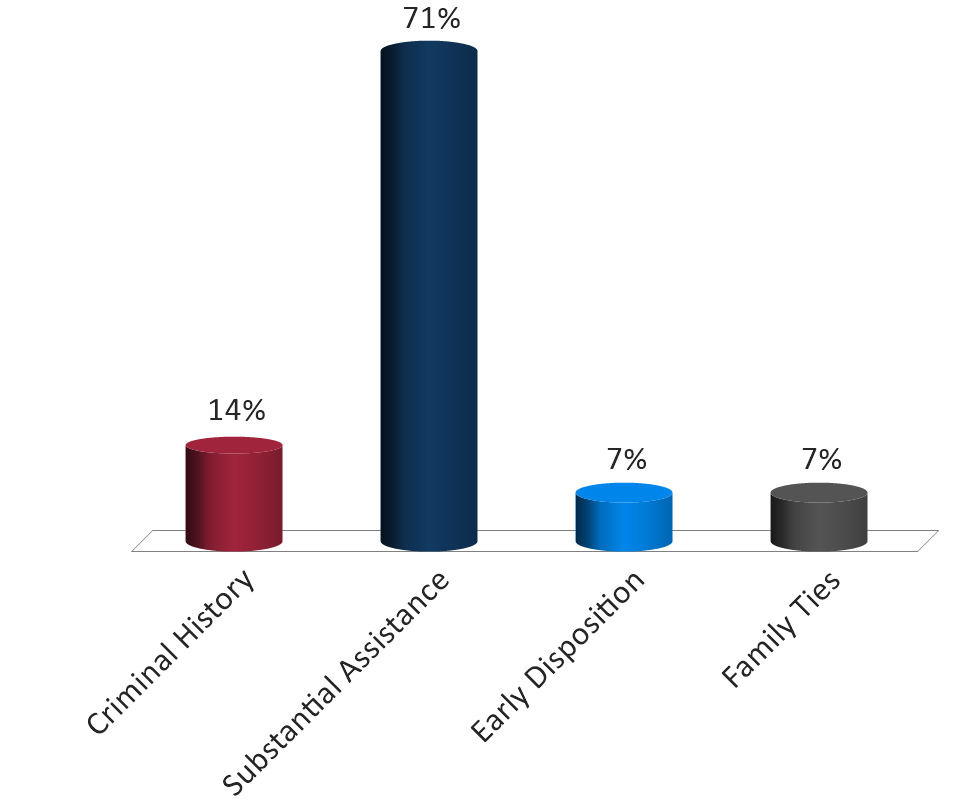 71%
14%
7%
7%
Criminal History
Substantial Assistance
Early Disposition
Family Ties